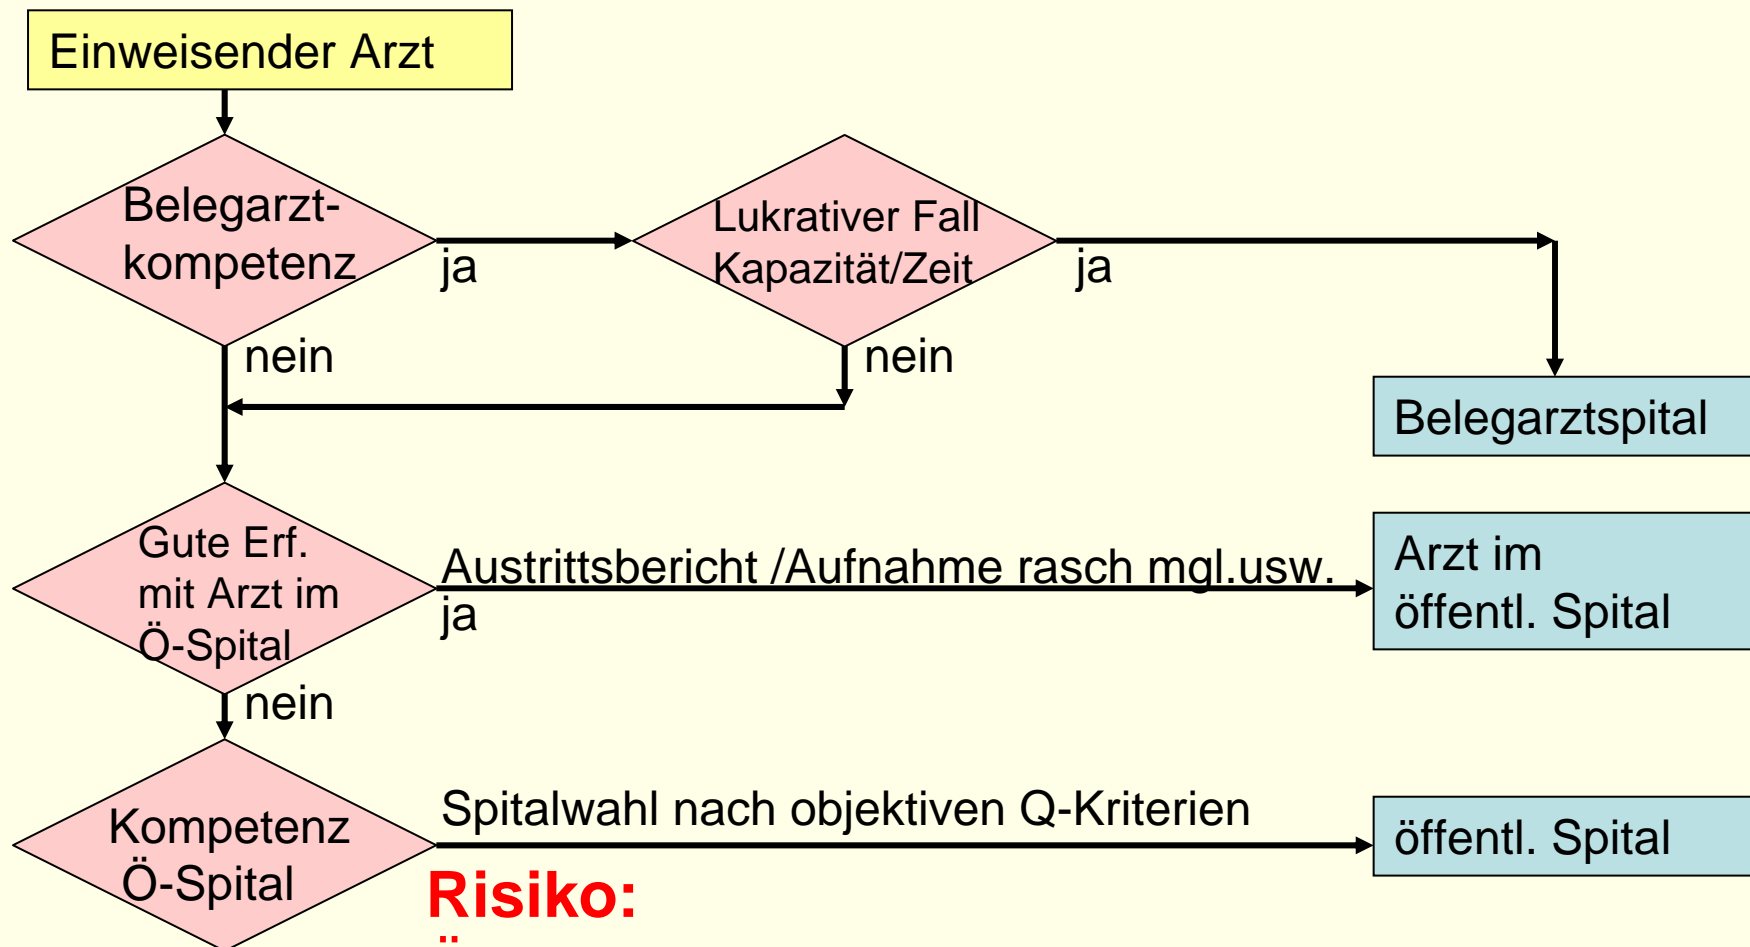 Einweisender Arzt
Belegarzt-
kompetenz
ja
Lukrativer Fall
Kapazität/Zeit
ja
nein
nein
Belegarztspital
Gute Erf.
mit Arzt im
Ö-Spital
Austrittsbericht /Aufnahme rasch mgl.usw.
ja
Arzt im
öffentl. Spital
nein
Kompetenz
Ö-Spital
Spitalwahl nach objektiven Q-Kriterien
öffentl. Spital
Risiko: